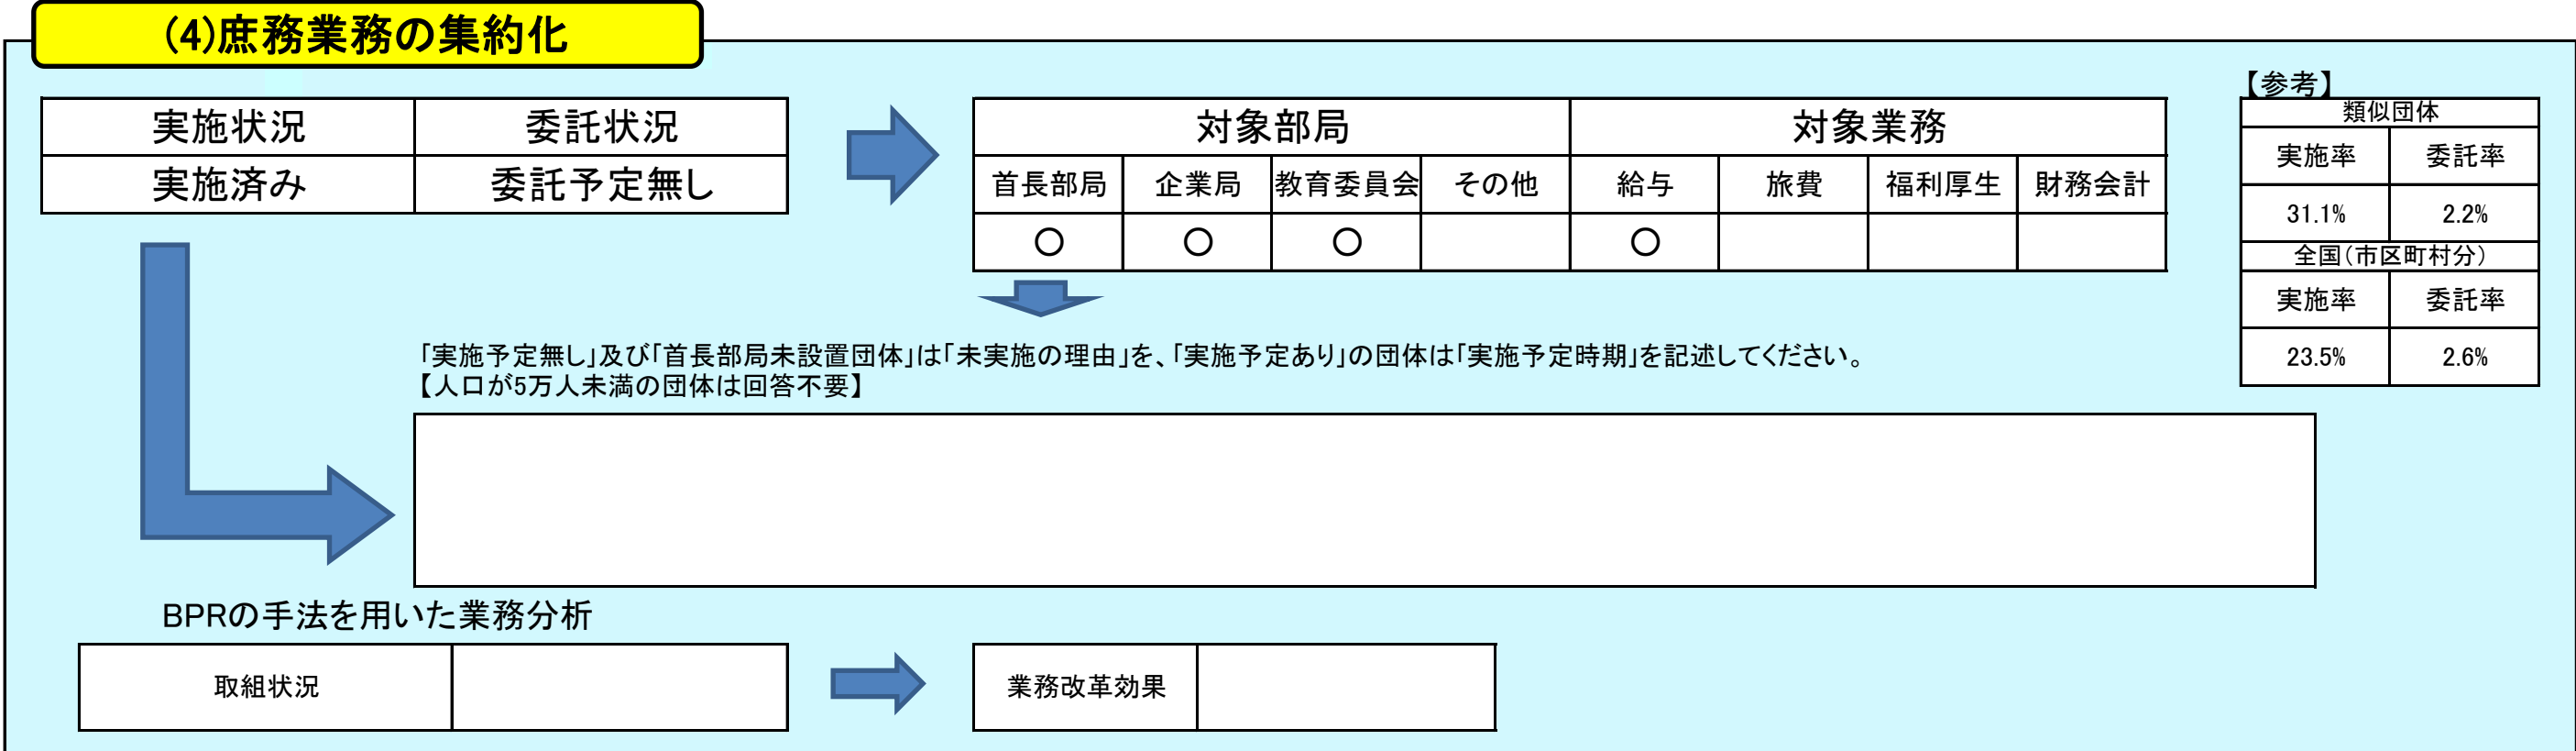 (4)庶務業務の集約化
【参考】
実施状況 委託状況
実施済み 委託予定無し
対象部局 対象業務
首長部局 企業局 教育委員会 その他 給与 旅費 福利厚生 財務会計
○ ○ ○ ○
類似団体
実施率 委託率
31.1% 2.2%
全国(市区町村分)
実施率 委託率
23.5% 2.6%
「実施予定無し」及び「首長部局未設置団体」は「未実施の理由」を、「実施予定あり」の団体は「実施予定時期」を記述してください。
【人口が5万人未満の団体は回答不要】
BPRの手法を用いた業務分析
取組状況
業務改革効果